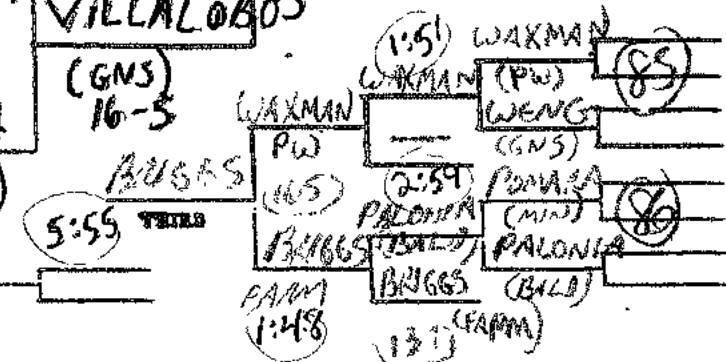 VILLALOBOS
(GNS)
16-5
BRIGGS
5:55
THIRD
WAXMAN
PW
BRIGGS
FARM
1:48
1:51
WAXMAN
2:59
PALONIA
(BALD)
BRIGGS
(FARM)
WAXMAN
(PW)
85
WENG
(GNS)
(MIN)
86
PALONIA
(BALD)